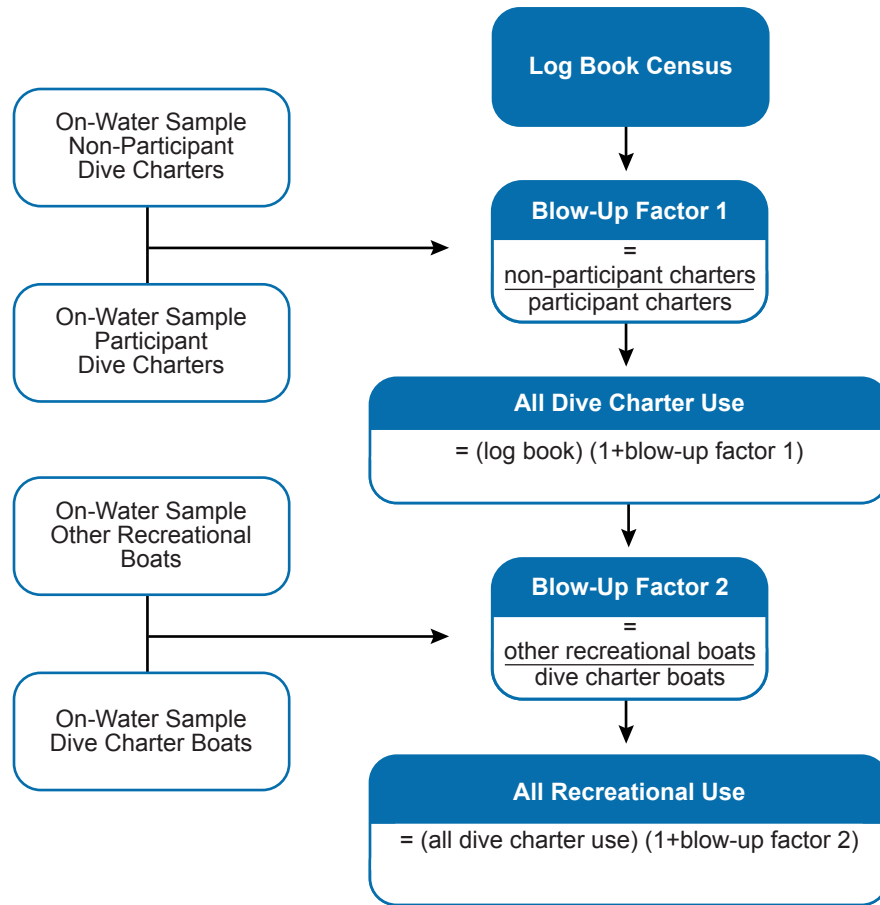 Log Book Census
On-Water Sample
Non-Participant
Dive Charters
Blow-Up Factor 1
=
non-participant charters
participant charters
On-Water Sample
Participant
Dive Charters
All Dive Charter Use
= (log book) (1+blow-up factor 1)
On-Water Sample
Other Recreational
Boats
Blow-Up Factor 2
=
other recreational boats
dive charter boats
On-Water Sample
Dive Charter Boats
All Recreational Use
= (all dive charter use) (1+blow-up factor 2)